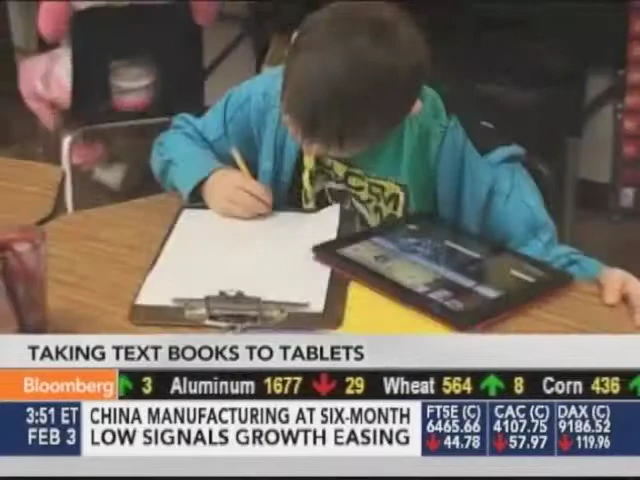 TAKING TEXT BOOKS TO TABLETS
Bloomberg 3 Aluminum 1677 29 Wheat 564 8 Corn 436
3:51 ET
FEB 3
CHINA MANUFACTURING AT SIX-MONTH
LOW SIGNALS GROWTH EASING
FTSE (C)
6465.66
44.78
CAC (C)
4107.75
57.97
DAX (C)
9186.52
119.96